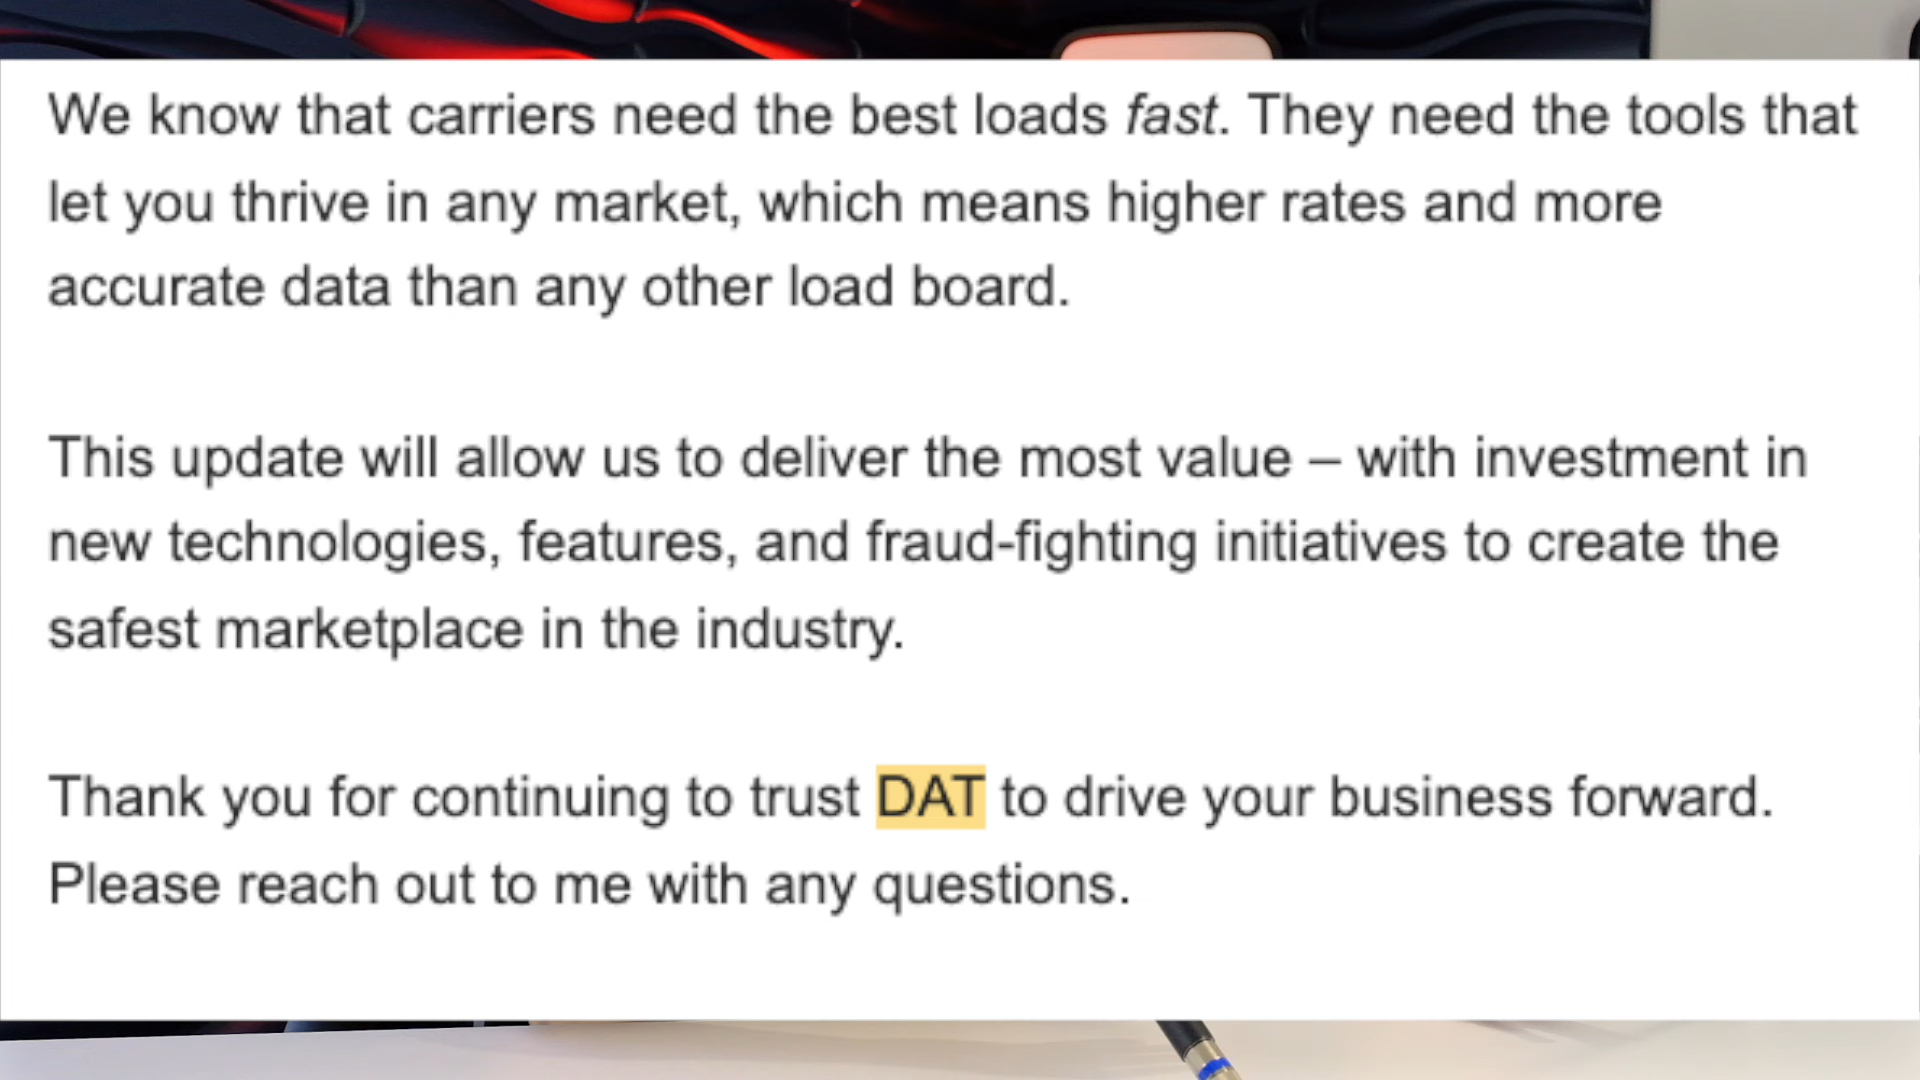 We know that carriers need the best loads fast. They need the tools that
let you thrive in any market, which means higher rates and more
accurate data than any other load board.
This update will allow us to deliver the most value – with investment in
new technologies, features, and fraud-fighting initiatives to create the
safest marketplace in the industry.
Thank you for continuing to trust DAT to drive your business forward.
Please reach out to me with any questions.